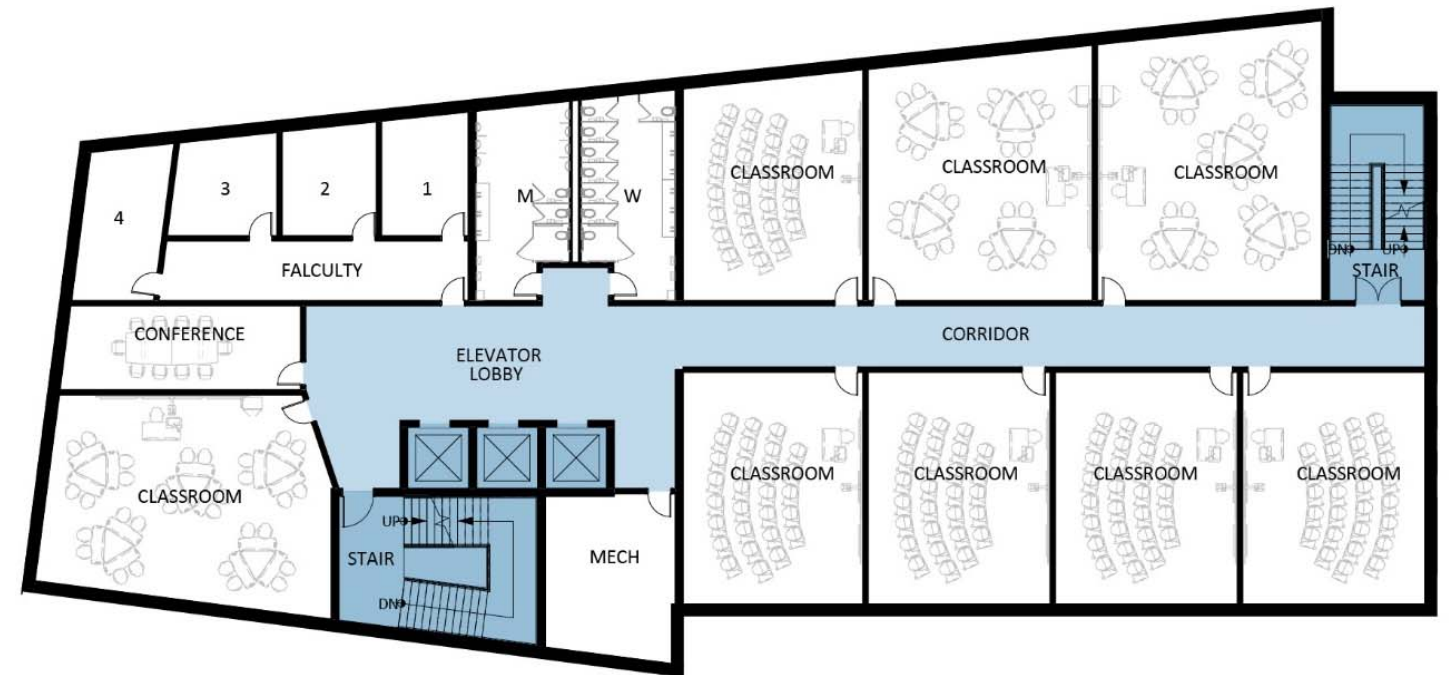 CLASSROOM
CLASSROOM
CLASSROOM
3
2
1
M
W
4
DN
UP
STAIR
FALCULTY
CONFERENCE
ELEVATOR
LOBBY
CORRIDOR
CLASSROOM
CLASSROOM
CLASSROOM
CLASSROOM
CLASSROOM
UP
STAIR
MECH
DN